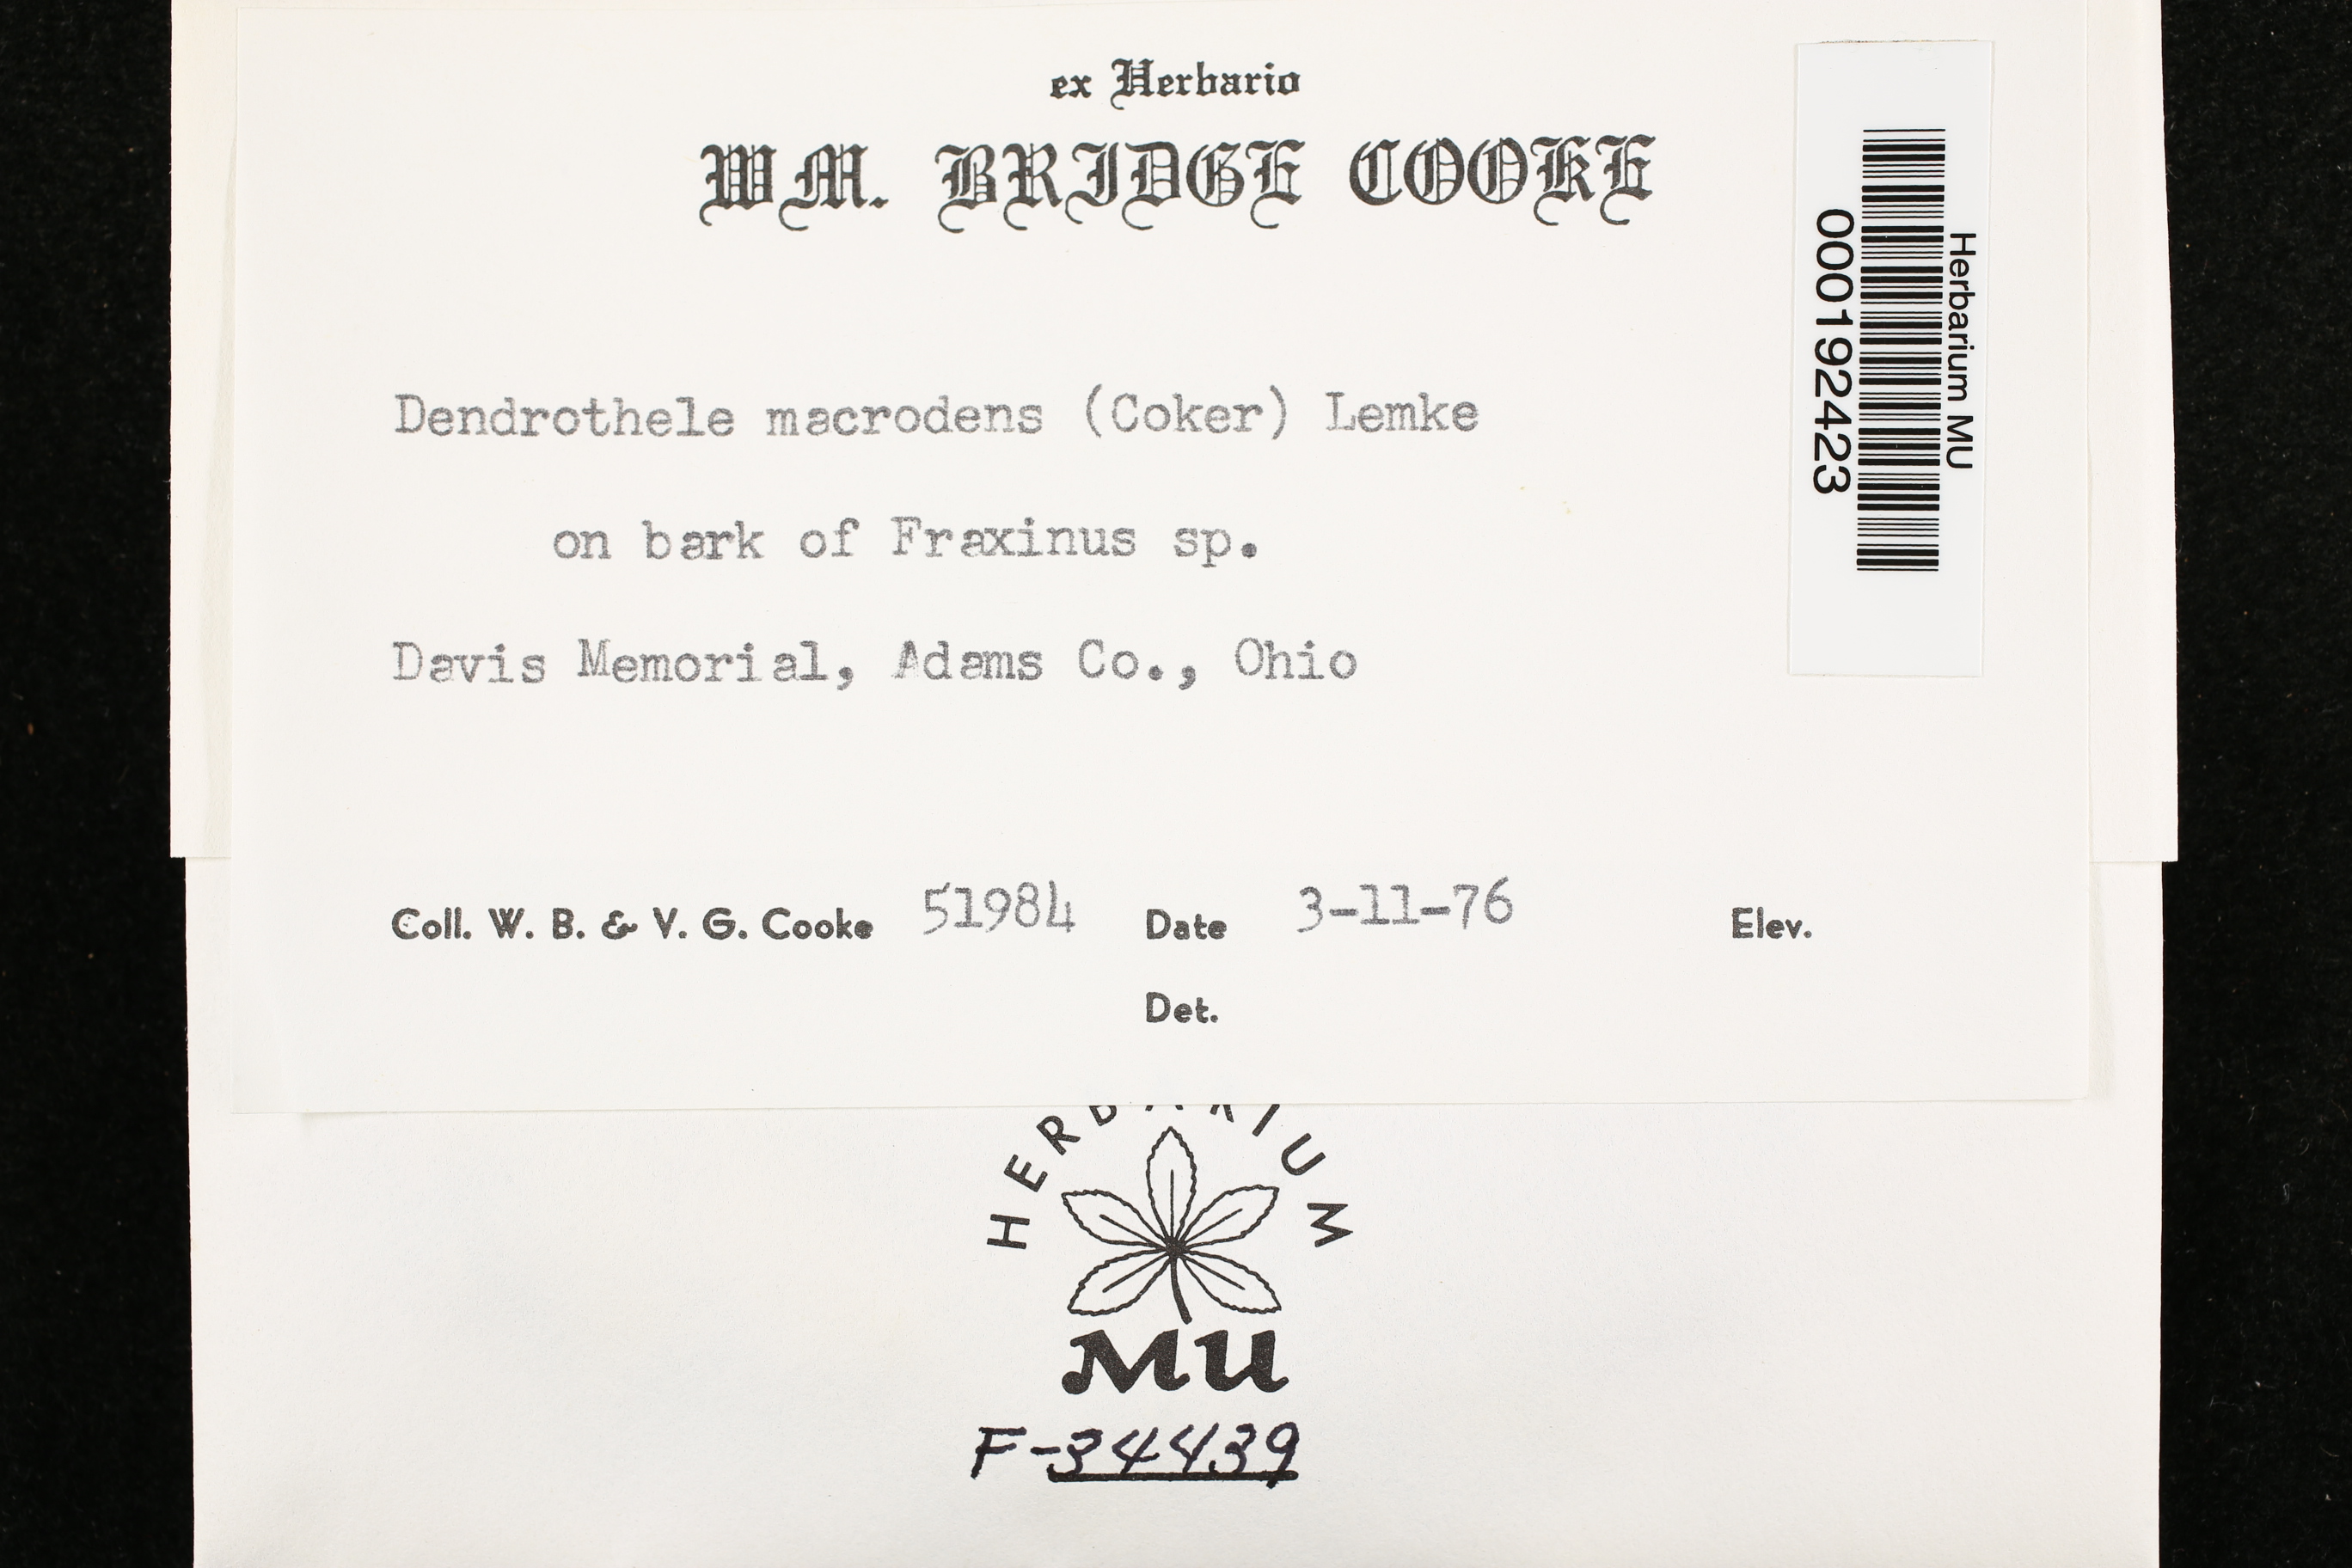 ex Herbario
WM. BRIDGE COOKE
Herbarium MU
000192423
Dendrothele macrodens (Coker) Lemke
on bark of Fraxinus sp.
Davis Memorial, Adams Co., Ohio
Coll. W. B. & V. G. Cooke 51984 Date 3-11-76 Elev.
Det.
HERBARIUM
MU
F-34439